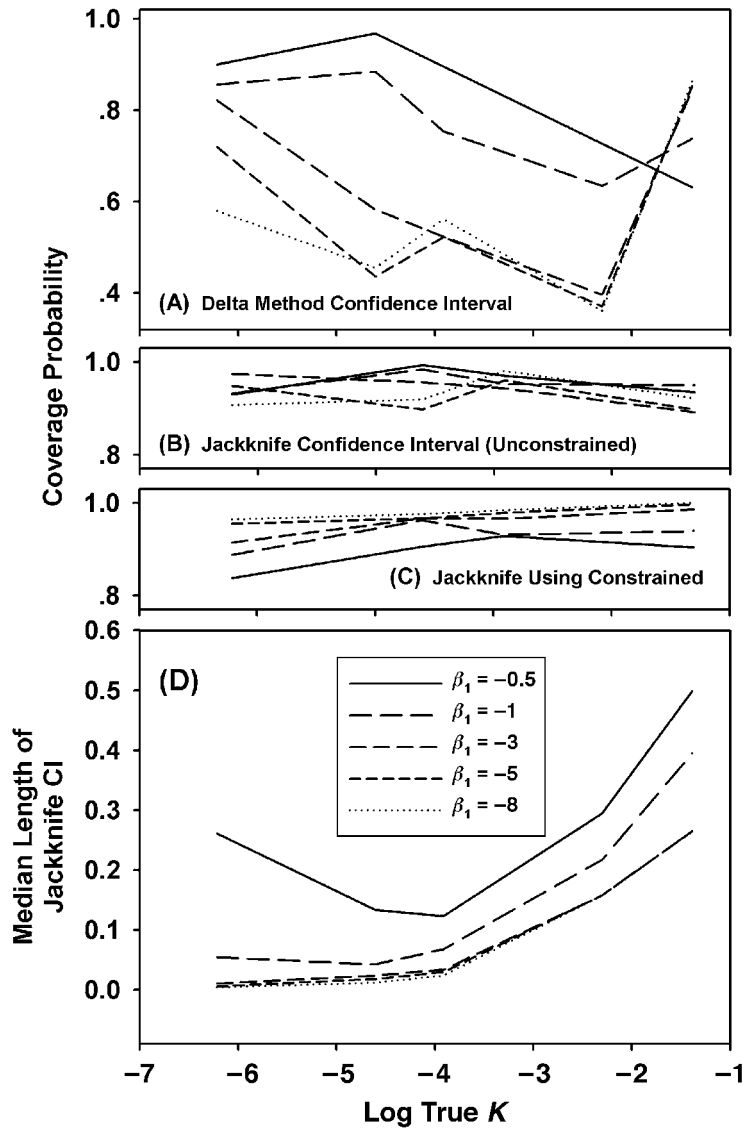 1.0
.8
.6
.4
(A) Delta Method Confidence Interval
Coverage Probability
1.0
.8
(B) Jackknife Confidence Interval (Unconstrained)
1.0
.8
(C) Jackknife Using Constrained
0.6
0.5
0.4
0.3
0.2
0.1
0.0
Median Length of
Jackknife CI
(D)
β1 = −0.5
β1 = −1
β1 = −3
β1 = −5
β1 = −8
−7 −6 −5 −4 −3 −2 −1
Log True K